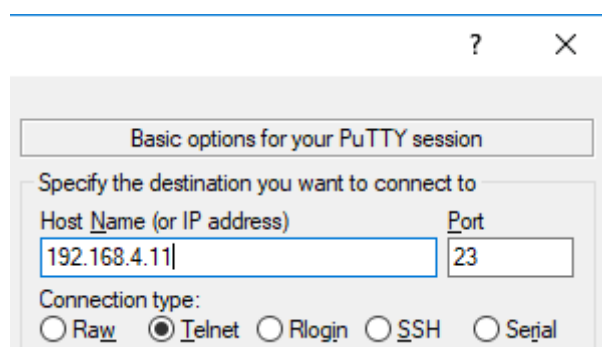 ?
Basic options for your PuTTY session
Specify the destination you want to connect to
Host Name (or IP address) Port
192.168.4.11 23
Connection type:
Raw Telnet Rlogin SSH Serial